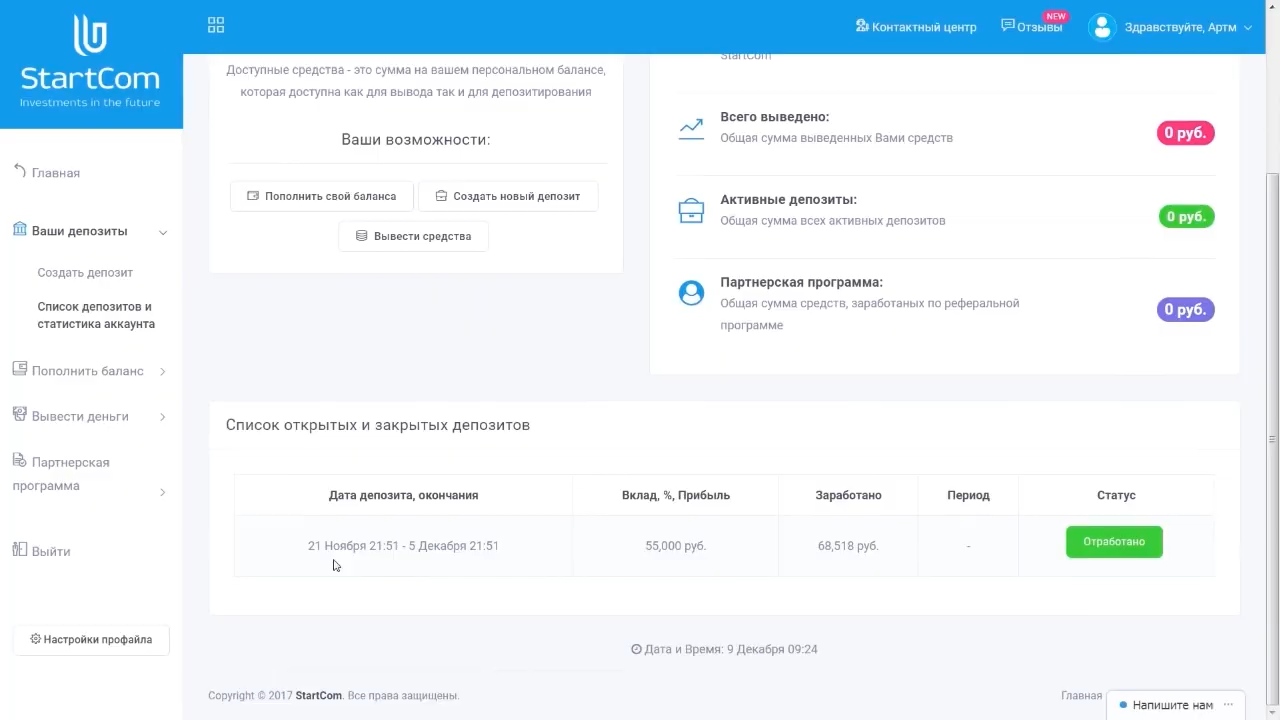 StartCom
Investments in the future
Контактный центр
Отзывы
NEW
Здравствуйте, Артм
Главная
Ваши депозиты
Создать депозит
Список депозитов и
статистика аккаунта
Пополнить баланс
Вывести деньги
Партнерская
программа
Выйти
Настройки профайла
Доступные средства - это сумма на вашем персональном балансе,
которая доступна как для вывода так и для депозитирования
Ваши возможности:
Пополнить свой баланса
Создать новый депозит
Вывести средства
StartCom
Всего выведено:
Общая сумма выведенных Вами средств
0 руб.
Активные депозиты:
Общая сумма всех активных депозитов
0 руб.
Партнерская программа:
Общая сумма средств, заработаных по реферальной
программе
0 руб.
Список открытых и закрытых депозитов
Дата депозита, окончания Вклад, %, Прибыль Заработано Период Статус
21 Ноября 21:51 - 5 Декабря 21:51 55,000 руб. 68,518 руб. - Отработано
Дата и Время: 9 Декабря 09:24
Copyright © 2017 StartCom. Все права защищены.
Главная
Напишите нам